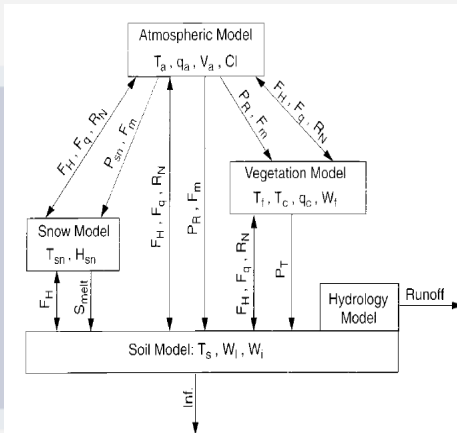 Atmospheric Model
Ta , qa , Va , Cl
FH , Fq , RN
Psn , Fm
FH , Fq , RN
PR , Fm
PR , Fm
FH , Fq , RN
Vegetation Model
Tf , Tc , qc , Wf
Snow Model
Tsn , Hsn
FH
Smelt
FH , Fq , RN
PT
Hydrology
Model
Runoff
Soil Model: Ts , Wl , Wi
Inf.